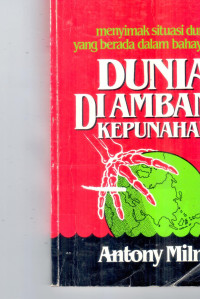 menyimak situasi du
yang berada dalam bahay
DUNIA
DI AMBAN
KEPUNAHA
Antony Miln